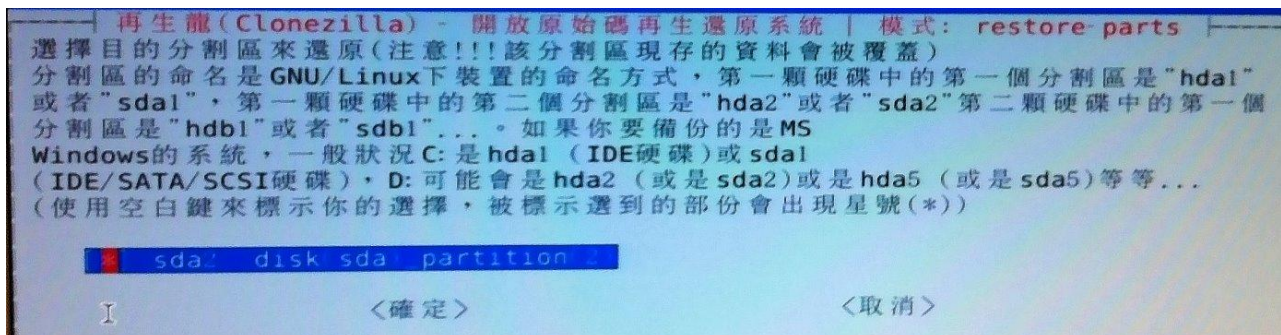 再生龍(Clonezilla) - 開放原始碼再生還原系統 | 模式: restore-parts
選擇目的分割區來還原(注意!!!該分割區現存的資料會被覆蓋)
分割區的命名是GNU/Linux下裝置的命名方式，第一顆硬碟中的第一個分割區是"hda1"
或者"sda1"，第一顆硬碟中的第二個分割區是"hda2"或者"sda2"第二顆硬碟中的第一個
分割區是"hdb1"或者"sdb1"...。如果你要備份的是MS
Windows的系統，一般狀況C:是hda1 (IDE硬碟)或sda1
(IDE/SATA/SCSI硬碟)，D:可能會是hda2 (或是sda2)或是hda5 (或是sda5)等等...
(使用空白鍵來標示你的選擇，被標示選到的部份會出現星號(*))
[*] sda2 disk(sda) partition(2)
<確定> <取消>